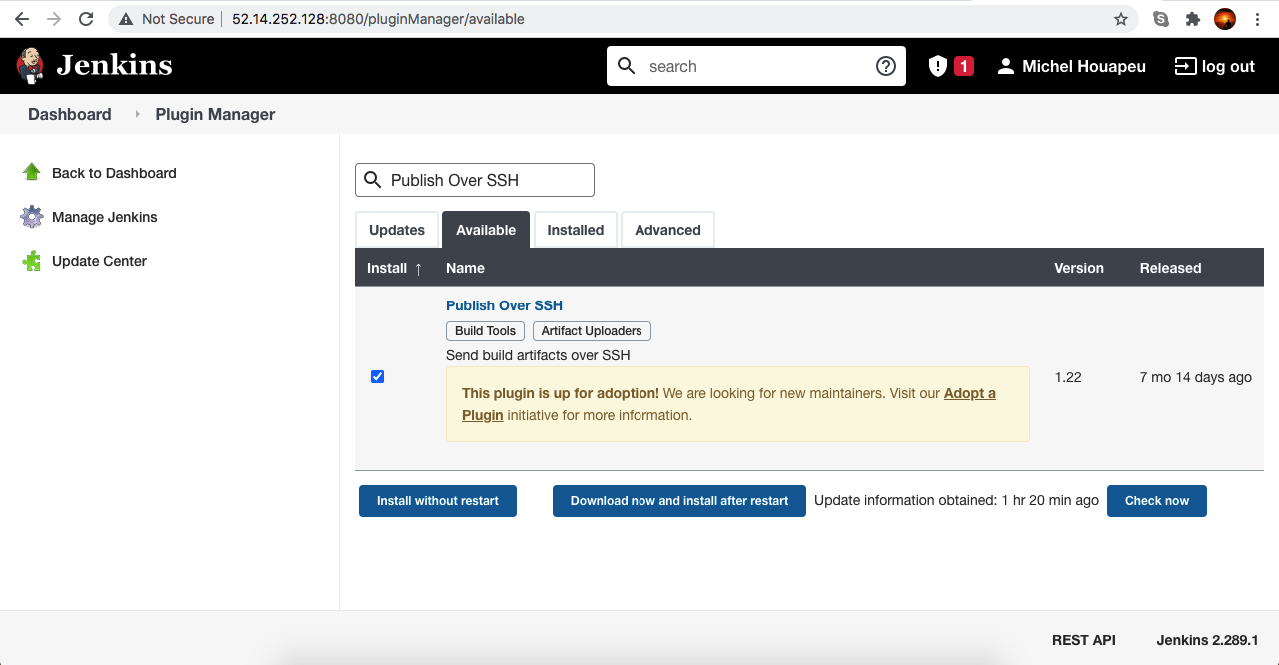 Not Secure | 52.14.252.128:8080/pluginManager/available
Jenkins
search
1
Michel Houapeu
log out
Dashboard
Plugin Manager
Back to Dashboard
Manage Jenkins
Update Center
Publish Over SSH
Updates
Available
Installed
Advanced
Install ↑ Name Version Released
Publish Over SSH
Build Tools Artifact Uploaders
Send build artifacts over SSH
This plugin is up for adoption! We are looking for new maintainers. Visit our Adopt a
Plugin initiative for more information.
1.22
7 mo 14 days ago
Install without restart
Download now and install after restart
Update information obtained: 1 hr 20 min ago
Check now
REST API
Jenkins 2.289.1